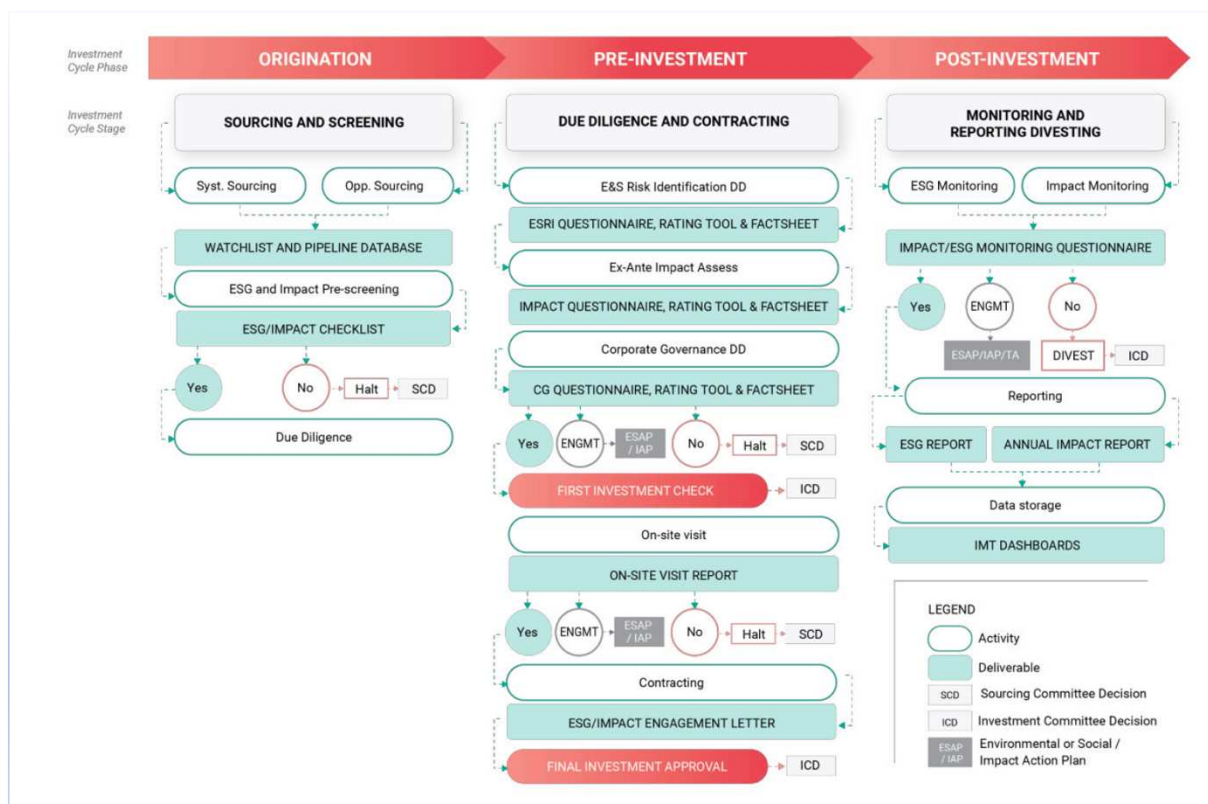 Investment
Cycle Phase
ORIGINATION
PRE-INVESTMENT
POST-INVESTMENT
Investment
Cycle Stage
SOURCING AND SCREENING
Syst. Sourcing
Opp. Sourcing
WATCHLIST AND PIPELINE DATABASE
ESG and Impact Pre-screening
ESG/IMPACT CHECKLIST
Yes
No
Halt
SCD
Due Diligence
DUE DILIGENCE AND CONTRACTING
E&S Risk Identification DD
ESRI QUESTIONNAIRE, RATING TOOL & FACTSHEET
Ex-Ante Impact Assess
IMPACT QUESTIONNAIRE, RATING TOOL & FACTSHEET
Corporate Governance DD
CG QUESTIONNAIRE, RATING TOOL & FACTSHEET
Yes
ENGMT
ESAP
/ IAP
No
Halt
SCD
FIRST INVESTMENT CHECK
ICD
On-site visit
ON-SITE VISIT REPORT
Yes
ENGMT
ESAP
/ IAP
No
Halt
SCD
Contracting
ESG/IMPACT ENGAGEMENT LETTER
FINAL INVESTMENT APPROVAL
ICD
MONITORING AND
REPORTING DIVESTING
ESG Monitoring
Impact Monitoring
IMPACT/ESG MONITORING QUESTIONNAIRE
Yes
ENGMT
No
ESAP/IAP/TA
DIVEST
ICD
Reporting
ESG REPORT
ANNUAL IMPACT REPORT
Data storage
IMT DASHBOARDS
LEGEND
Activity
Deliverable
SCD
Sourcing Committee Decision
ICD
Investment Committee Decision
ESAP
/ IAP
Environmental or Social /
Impact Action Plan